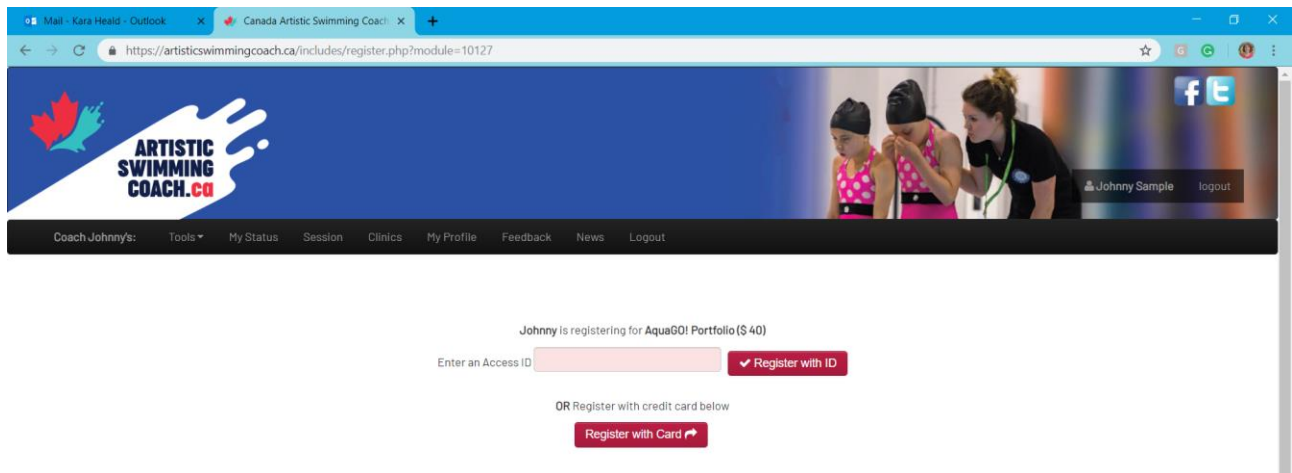 Mail - Kara Heald - Outlook
Canada Artistic Swimming Coach
https://artisticswimmingcoach.ca/includes/register.php?module=10127
ARTISTIC
SWIMMING
COACH.ca
Johnny Sample logout
Coach Johnny's: Tools My Status Session Clinics My Profile Feedback News Logout
Johnny is registering for AquaGO! Portfolio ($ 40)
Enter an Access ID Register with ID
OR Register with credit card below
Register with Card